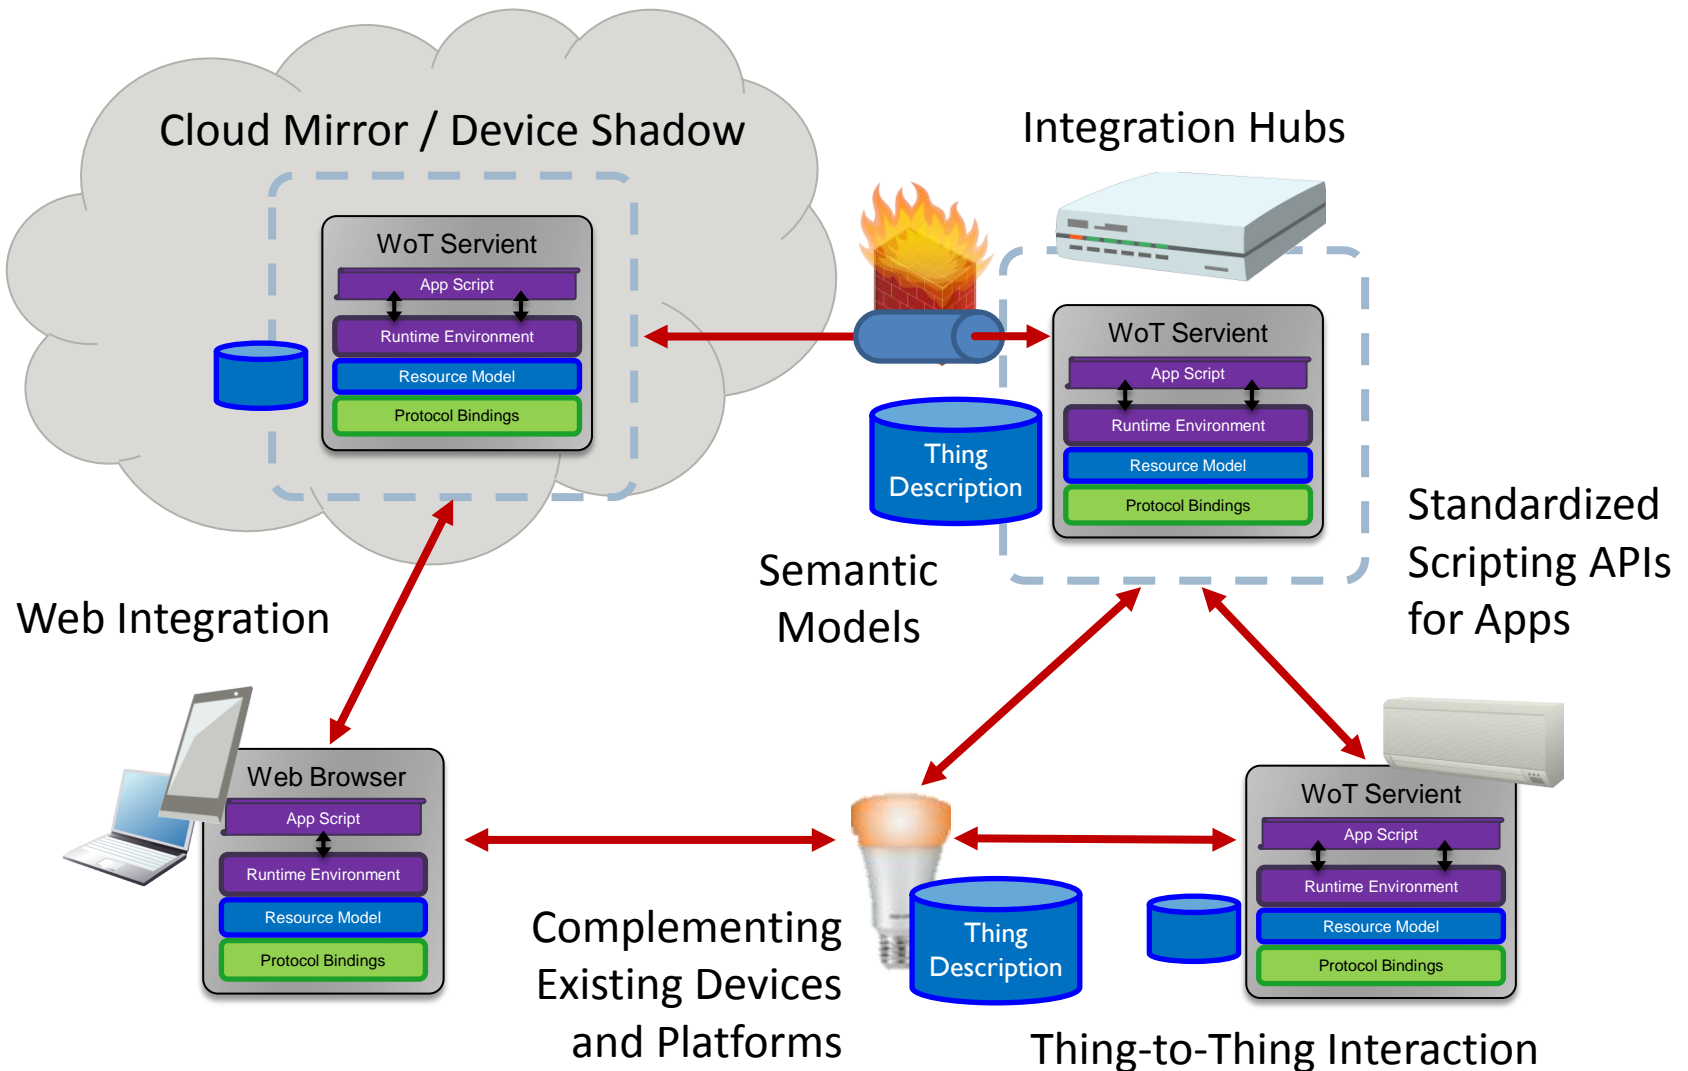 Cloud Mirror / Device Shadow
WoT Servient
App Script
Runtime Environment
Resource Model
Protocol Bindings
Integration Hubs
WoT Servient
App Script
Runtime Environment
Resource Model
Protocol Bindings
Thing
Description
Semantic
Models
Standardized
Scripting APIs
for Apps
Web Integration
Web Browser
App Script
Runtime Environment
Resource Model
Protocol Bindings
Complementing
Existing Devices
and Platforms
Thing
Description
WoT Servient
App Script
Runtime Environment
Resource Model
Protocol Bindings
Thing-to-Thing Interaction